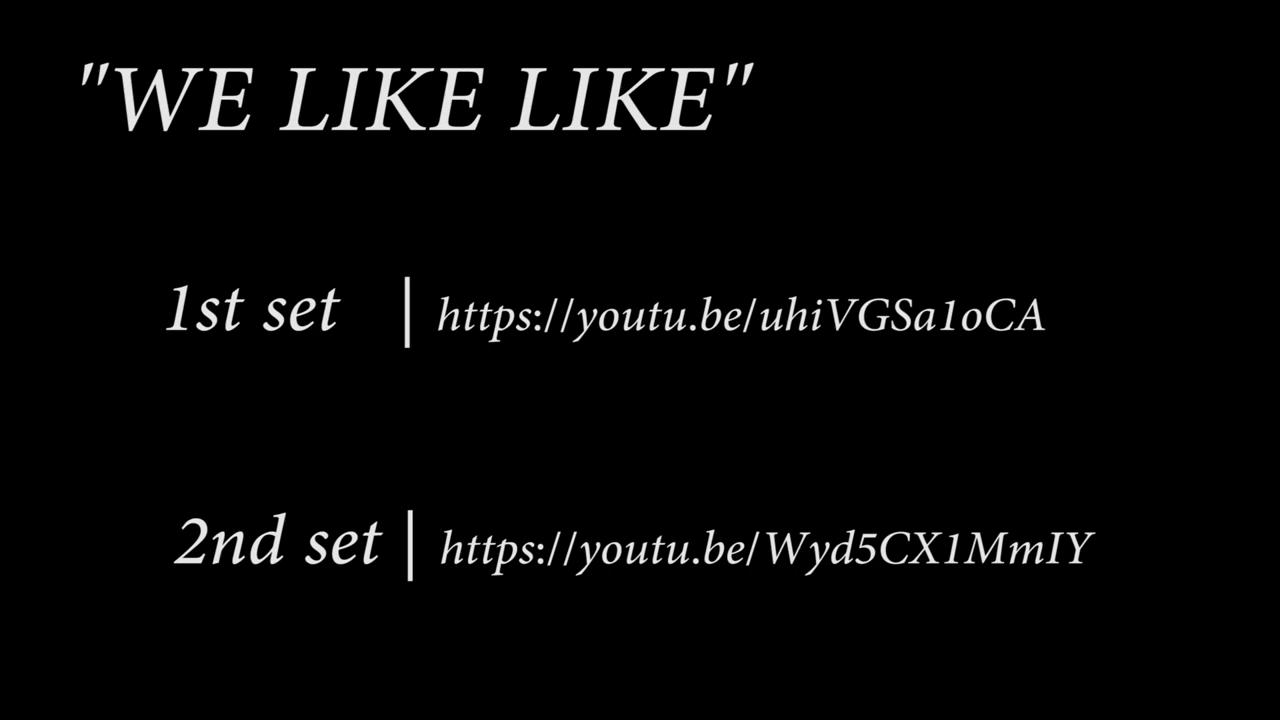 "WE LIKE LIKE"
1st set | https://youtu.be/uhiVGSa1oCA
2nd set | https://youtu.be/Wyd5CX1MmIY